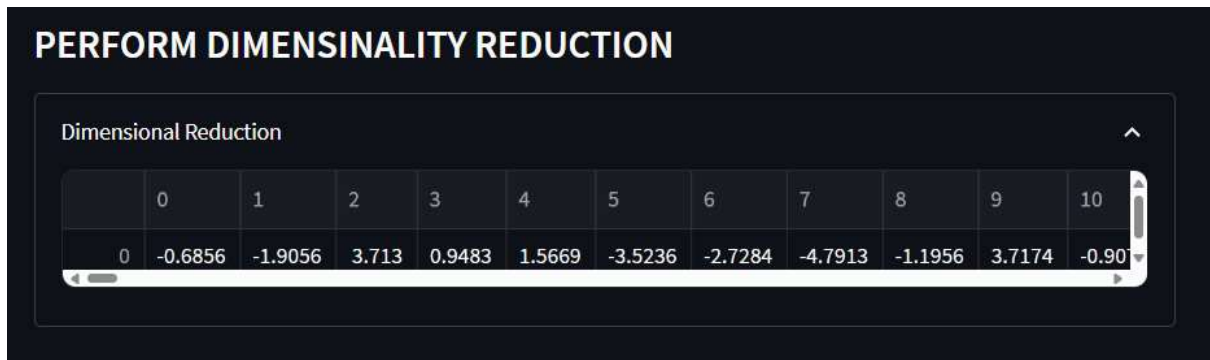 PERFORM DIMENSINALITY REDUCTION
Dimensional Reduction
0 1 2 3 4 5 6 7 8 9 10
0 -0.6856 -1.9056 3.713 0.9483 1.5669 -3.5236 -2.7284 -4.7913 -1.1956 3.7174